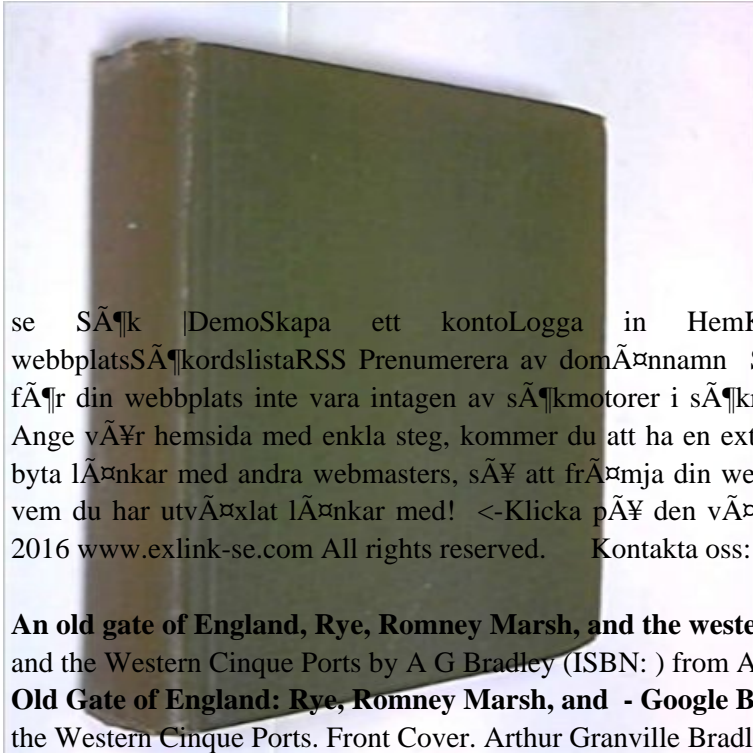 se SÃ¶k |DemoSkapa ett kontoLogga in HemK
webbplatsSÃ¶kordslistaRSS Prenumerera av domÃ¤nnamn S
fÃ¶r din webbplats inte vara intagen av sÃ¶kmotorer i sÃ¶kr
Ange vÃ¥r hemsida med enkla steg, kommer du att ha en ext
byta lÃ¤nkar med andra webmasters, sÃ¥ att frÃ¤mja din we
vem du har utvÃ¤xlat lÃ¤nkar med! <-Klicka pÃ¥ den vÃ¤
2016 www.exlink-se.com All rights reserved. Kontakta oss:
An old gate of England, Rye, Romney Marsh, and the weste
and the Western Cinque Ports by A G Bradley (ISBN: ) from A
Old Gate of England: Rye, Romney Marsh, and - Google B
the Western Cinque Ports. Front Cover. Arthur Granville Bradl